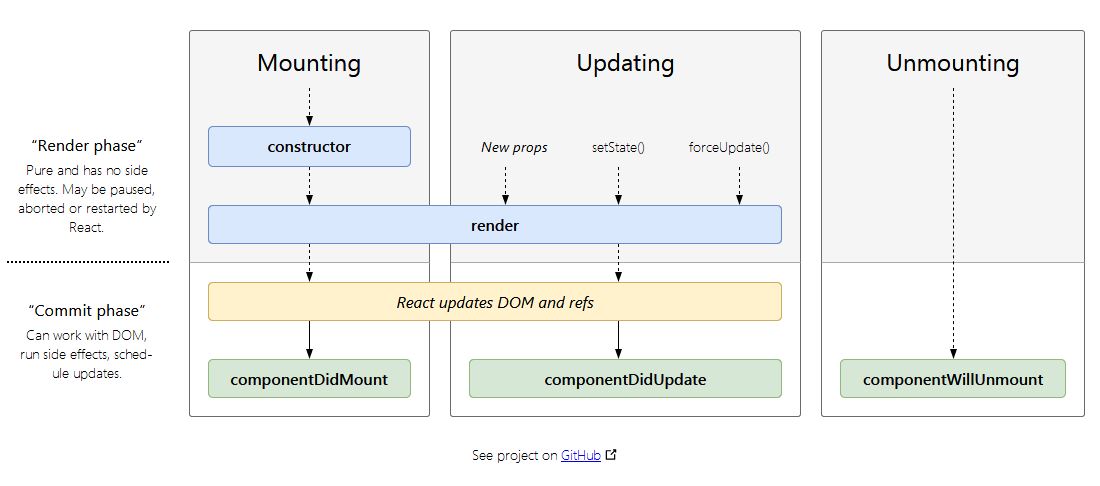 Mounting
Updating
Unmounting
“Render phase”
Pure and has no side
effects. May be paused,
aborted or restarted by
React.
constructor
New props
setState()
forceUpdate()
render
“Commit phase”
Can work with DOM,
run side effects, sched-
ule updates.
React updates DOM and refs
componentDidMount
componentDidUpdate
componentWillUnmount
See project on GitHub